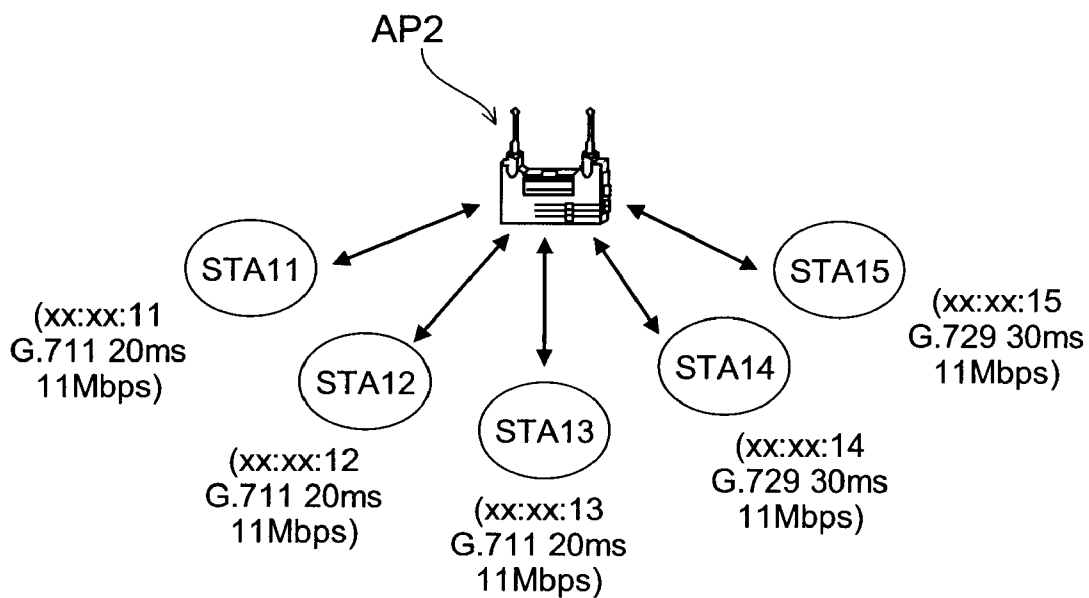 AP2
STA11
(xx:xx:11
G.711 20ms
11Mbps)
STA12
(xx:xx:12
G.711 20ms
11Mbps)
STA13
(xx:xx:13
G.711 20ms
11Mbps)
STA14
(xx:xx:14
G.729 30ms
11Mbps)
STA15
(xx:xx:15
G.729 30ms
11Mbps)